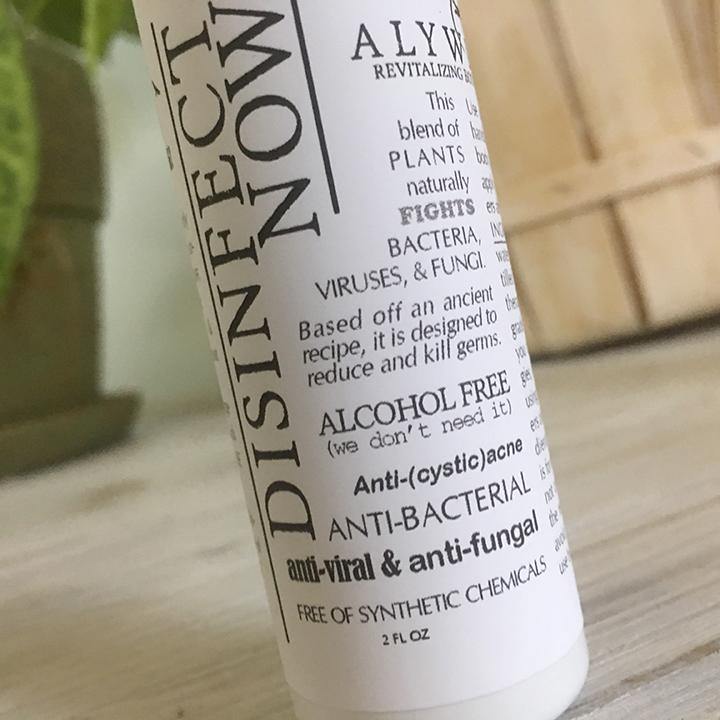 DISINFECT
NOW
ALYW
REVITALIZING
This
blend of
PLANTS
naturally
FIGHTS
BACTERIA,
VIRUSES, & FUNGI.
Based off an ancient
recipe, it is designed to
reduce and kill germs.
ALCOHOL FREE
(we don't need it)
Anti-(cystic)acne
ANTI-BACTERIAL
anti-viral & anti-fungal
FREE OF SYNTHETIC CHEMICALS
2 FL OZ